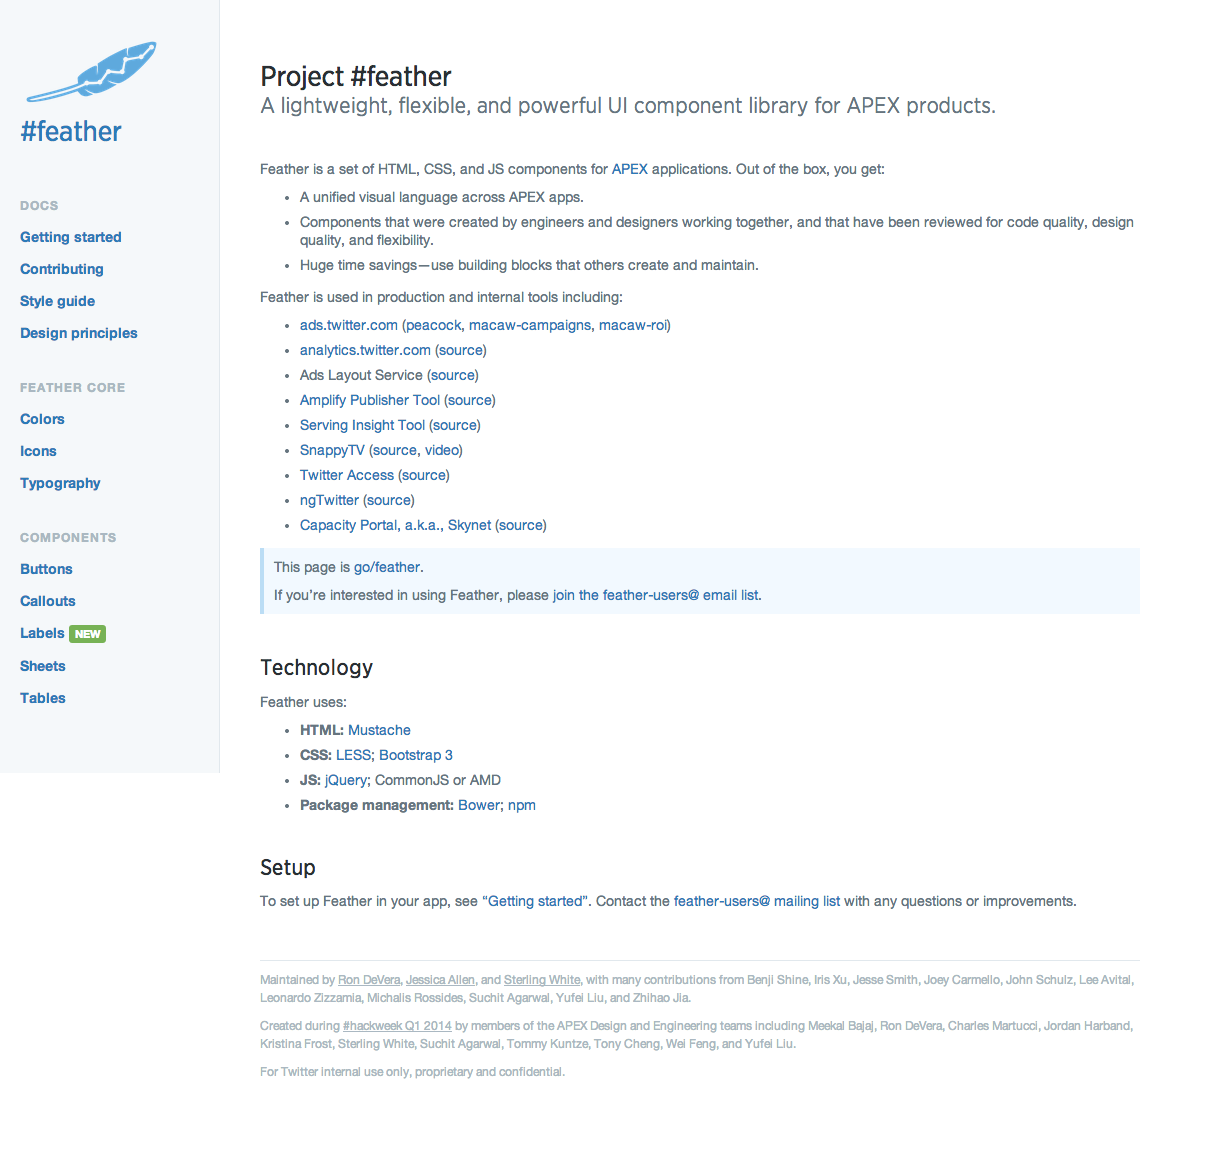 #feather
DOCS
Getting started
Contributing
Style guide
Design principles
FEATHER CORE
Colors
Icons
Typography
COMPONENTS
Buttons
Callouts
Labels NEW
Sheets
Tables
Project #feather
A lightweight, flexible, and powerful UI component library for APEX products.
Feather is a set of HTML, CSS, and JS components for APEX applications. Out of the box, you get:
• A unified visual language across APEX apps.
• Components that were created by engineers and designers working together, and that have been reviewed for code quality, design
quality, and flexibility.
• Huge time savings—use building blocks that others create and maintain.
Feather is used in production and internal tools including:
• ads.twitter.com (peacock, macaw-campaigns, macaw-roi)
• analytics.twitter.com (source)
• Ads Layout Service (source)
• Amplify Publisher Tool (source)
• Serving Insight Tool (source)
• SnappyTV (source, video)
• Twitter Access (source)
• ngTwitter (source)
• Capacity Portal, a.k.a., Skynet (source)
This page is go/feather.
If you’re interested in using Feather, please join the feather-users@ email list.
Technology
Feather uses:
• HTML: Mustache
• CSS: LESS; Bootstrap 3
• JS: jQuery; CommonJS or AMD
• Package management: Bower; npm
Setup
To set up Feather in your app, see “Getting started”. Contact the feather-users@ mailing list with any questions or improvements.
Maintained by Ron DeVera, Jessica Allen, and Sterling White, with many contributions from Benji Shine, Iris Xu, Jesse Smith, Joey Carmello, John Schulz, Lee Avital,
Leonardo Zizzamia, Michalis Rossides, Suchit Agarwal, Yufei Liu, and Zhihao Jia.
Created during #hackweek Q1 2014 by members of the APEX Design and Engineering teams including Meekal Bajaj, Ron DeVera, Charles Martucci, Jordan Harband,
Kristina Frost, Sterling White, Suchit Agarwal, Tommy Kuntze, Tony Cheng, Wei Feng, and Yufei Liu.
For Twitter internal use only, proprietary and confidential.